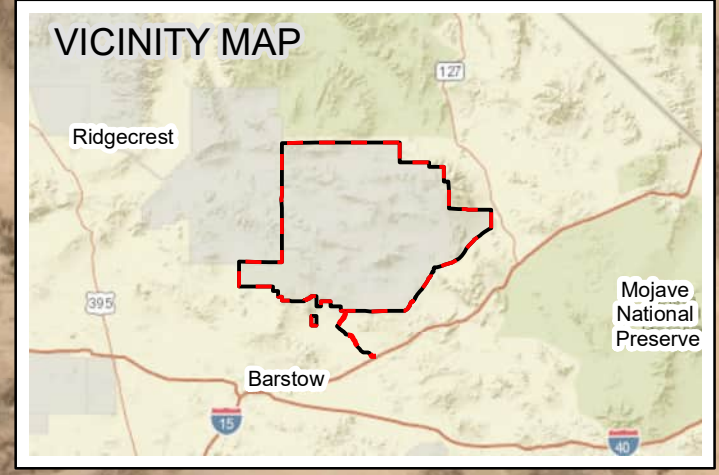 VICINITY MAP
127
Ridgecrest
395
Mojave
National
Preserve
Barstow
15
40